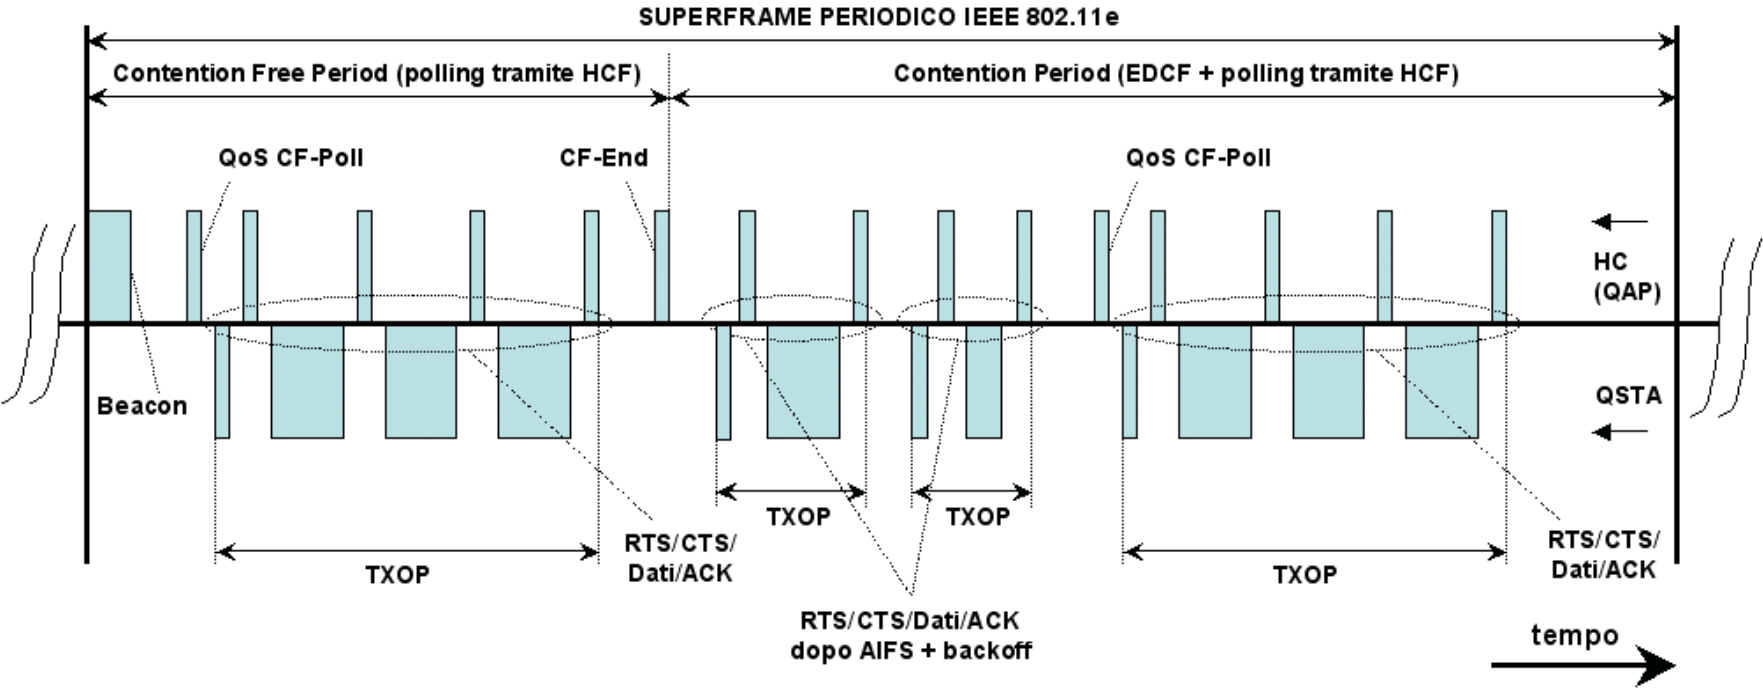 SUPERFRAME PERIODICO IEEE 802.11e
Contention Free Period (polling tramite HCF)
Contention Period (EDCF + polling tramite HCF)
QoS CF-Poll
CF-End
QoS CF-Poll
HC
(QAP)
Beacon
QSTA
TXOP
TXOP
RTS/CTS/
Dati/ACK
RTS/CTS/
Dati/ACK
TXOP
TXOP
RTS/CTS/Dati/ACK
dopo AIFS + backoff
tempo